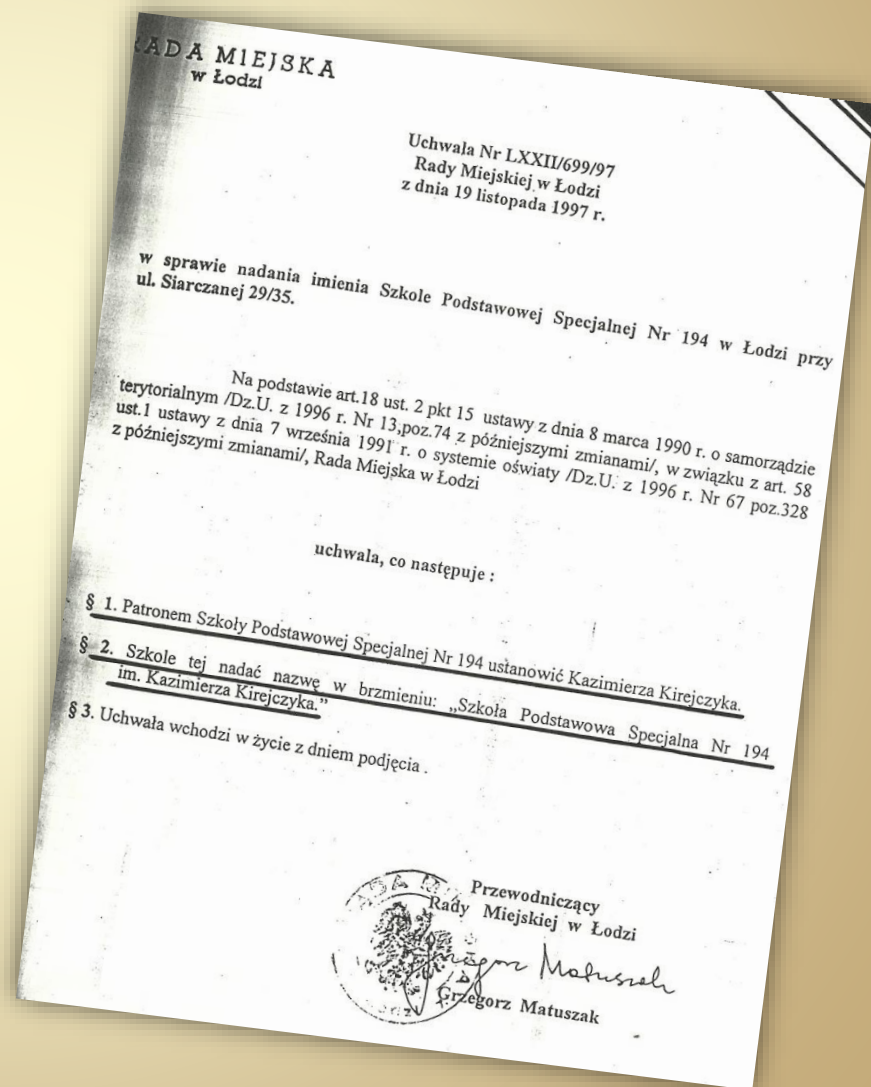 RADA MIEJSKA
w Łodzi
Uchwała Nr LXXII/699/97
Rady Miejskiej w Łodzi
z dnia 19 listopada 1997 r.
w sprawie nadania imienia Szkole Podstawowej Specjalnej Nr 194 w Łodzi przy
ul. Siarczanej 29/35.
Na podstawie art.18 ust. 2 pkt 15 ustawy z dnia 8 marca 1990 r. o samorządzie
terytorialnym /Dz.U. z 1996 r. Nr 13,poz.74 z późniejszymi zmianami/, w związku z art. 58
ust.1 ustawy z dnia 7 września 1991 r. o systemie oświaty /Dz.U. z 1996 r. Nr 67 poz.328
z późniejszymi zmianami/, Rada Miejska w Łodzi
uchwala, co następuje :
§ 1. Patronem Szkoły Podstawowej Specjalnej Nr 194 ustanowić Kazimierza Kirejczyka.
§ 2. Szkole tej nadać nazwę w brzmieniu: „Szkoła Podstawowa Specjalna Nr 194
im. Kazimierza Kirejczyka.”
§ 3. Uchwała wchodzi w życie z dniem podjęcia .
Przewodniczący
Rady Miejskiej w Łodzi
Grzegorz Matuszak
Grzegorz Matuszak